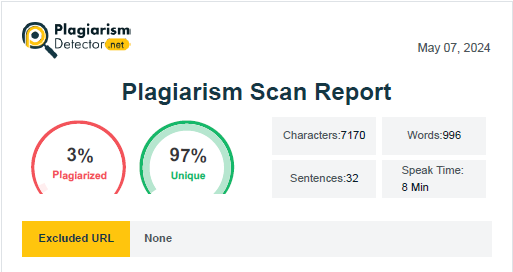 Plagiarism
Detector.net
May 07, 2024
Plagiarism Scan Report
3%
Plagiarized
97%
Unique
Characters:7170
Words:996
Sentences:32
Speak Time:
8 Min
Excluded URL
None